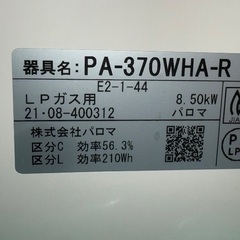 器具名：PA-370WHA-R
E2-1-44
LPガス用 8.50kW
21・08-400312 パロマ
株式会社パロマ
区分C 効率56.3%
区分L 効率210Wh
JIA
P
LP